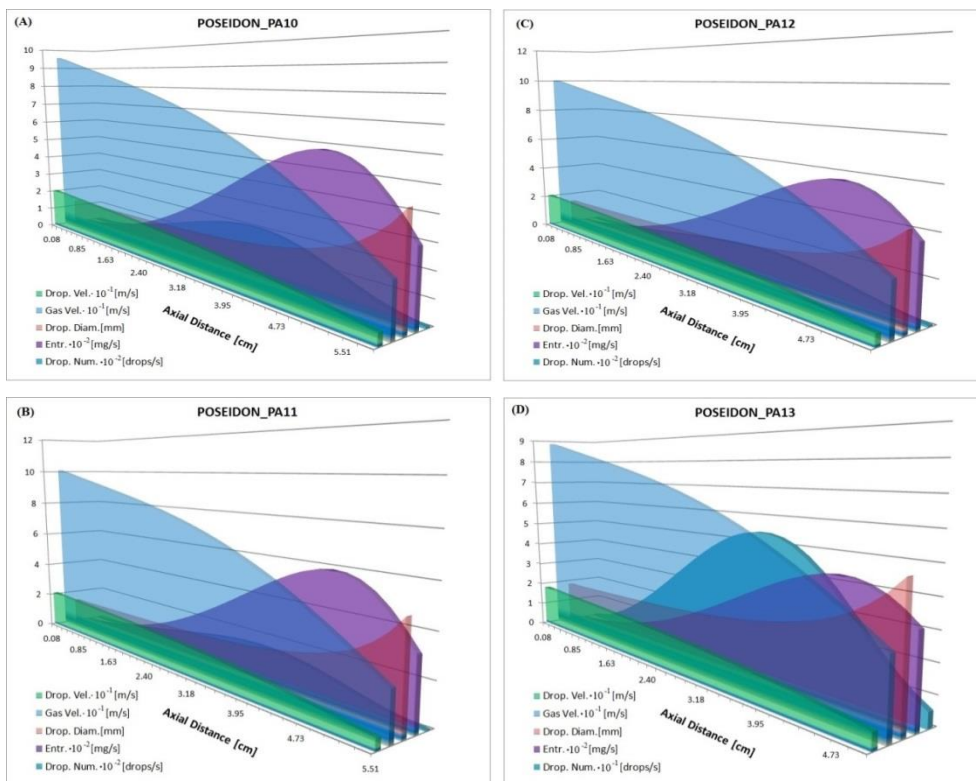 (A)
POSEIDON_PA10
10
9
8
7
6
5
4
3
2
1
0
0.08
0.85
1.63
2.40
3.18
3.95
4.73
5.51
Axial Distance [cm]
Drop. Vel.·10⁻¹[m/s]
Gas Vel.·10⁻¹[m/s]
Drop. Diam.[mm]
Entr.·10⁻²[mg/s]
Drop. Num.·10⁻²[drops/s]
(C)
POSEIDON_PA12
12
10
8
6
4
2
0
0.08
0.85
1.63
2.40
3.18
3.95
4.73
Axial Distance [cm]
Drop. Vel.·10⁻¹[m/s]
Gas Vel.·10⁻¹[m/s]
Drop. Diam.[mm]
Entr.·10⁻²[mg/s]
Drop. Num.·10⁻²[drops/s]
(B)
POSEIDON_PA11
12
10
8
6
4
2
0
0.08
0.85
1.63
2.40
3.18
3.95
4.73
5.51
Axial Distance [cm]
Drop. Vel.·10⁻¹[m/s]
Gas Vel.·10⁻¹[m/s]
Drop. Diam.[mm]
Entr.·10⁻²[mg/s]
Drop. Num.·10⁻²[drops/s]
(D)
POSEIDON_PA13
9
8
7
6
5
4
3
2
1
0
0.08
0.85
1.63
2.40
3.18
3.95
4.73
Axial Distance [cm]
Drop. Vel.·10⁻¹[m/s]
Gas Vel.·10⁻¹[m/s]
Drop. Diam.[mm]
Entr.·10⁻²[mg/s]
Drop. Num.·10⁻¹[drops/s]